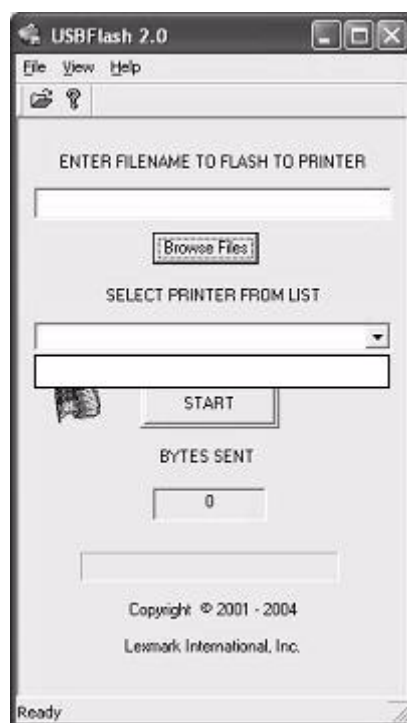 USBFlash 2.0
File View Help
ENTER FILENAME TO FLASH TO PRINTER
Browse Files
SELECT PRINTER FROM LIST
START
BYTES SENT
0
Copyright © 2001 - 2004
Lexmark International, Inc.
Ready